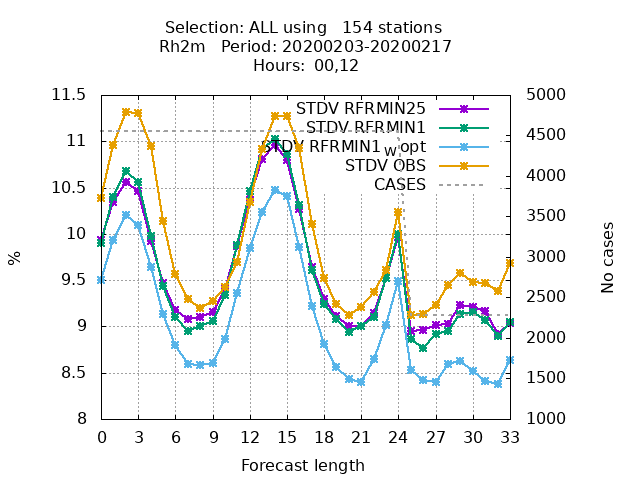 Selection: ALL using   154 stations
Rh2m   Period: 20200203-20200217
Hours:  00,12
11.5
11
10.5
10
9.5
9
8.5
8
%
5000
4500
4000
3500
3000
2500
2000
1500
1000
No cases
STDV RFRMIN25
STDV RFRMIN1
STDV RFRMIN1_wopt
STDV OBS
CASES
0 3 6 9 12 15 18 21 24 27 30 33
Forecast length